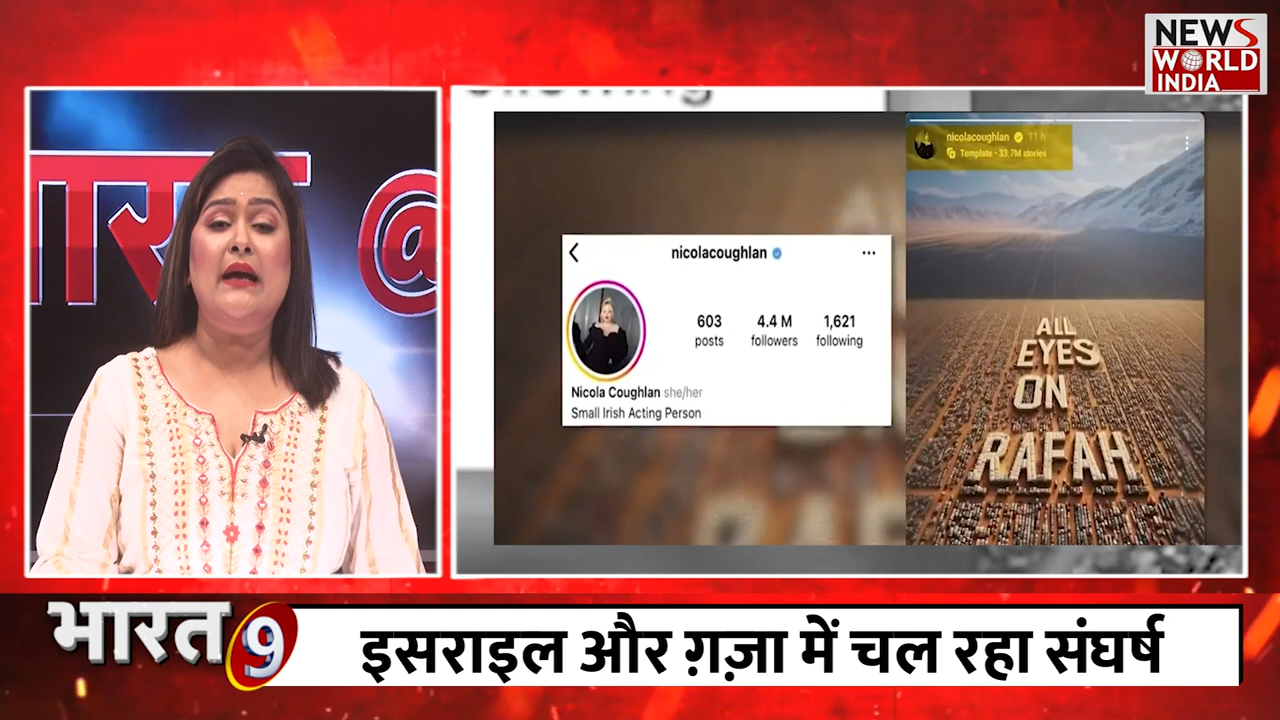 NEWS
WORLD
INDIA
nicolacoughlan 11 h
Template • 33.7M stories
nicolacoughlan
603 4.4 M 1,621
posts followers following
Nicola Coughlan she/her
Small Irish Acting Person
ALL
EYES
ON
RAFAH
@
भारत 9
इसराइल और ग़ज़ा में चल रहा संघर्ष